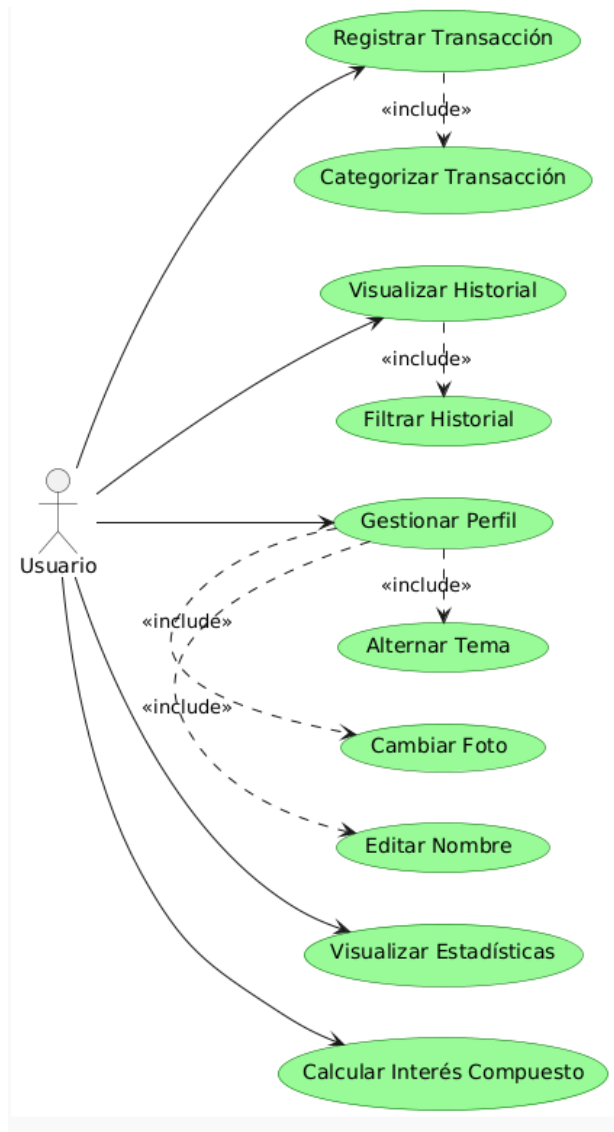 Registrar Transacción
«include»
Categorizar Transacción
Visualizar Historial
«include»
Filtrar Historial
Gestionar Perfil
Usuario
«include»
«include»
Alternar Tema
«include»
Cambiar Foto
Editar Nombre
Visualizar Estadísticas
Calcular Interés Compuesto